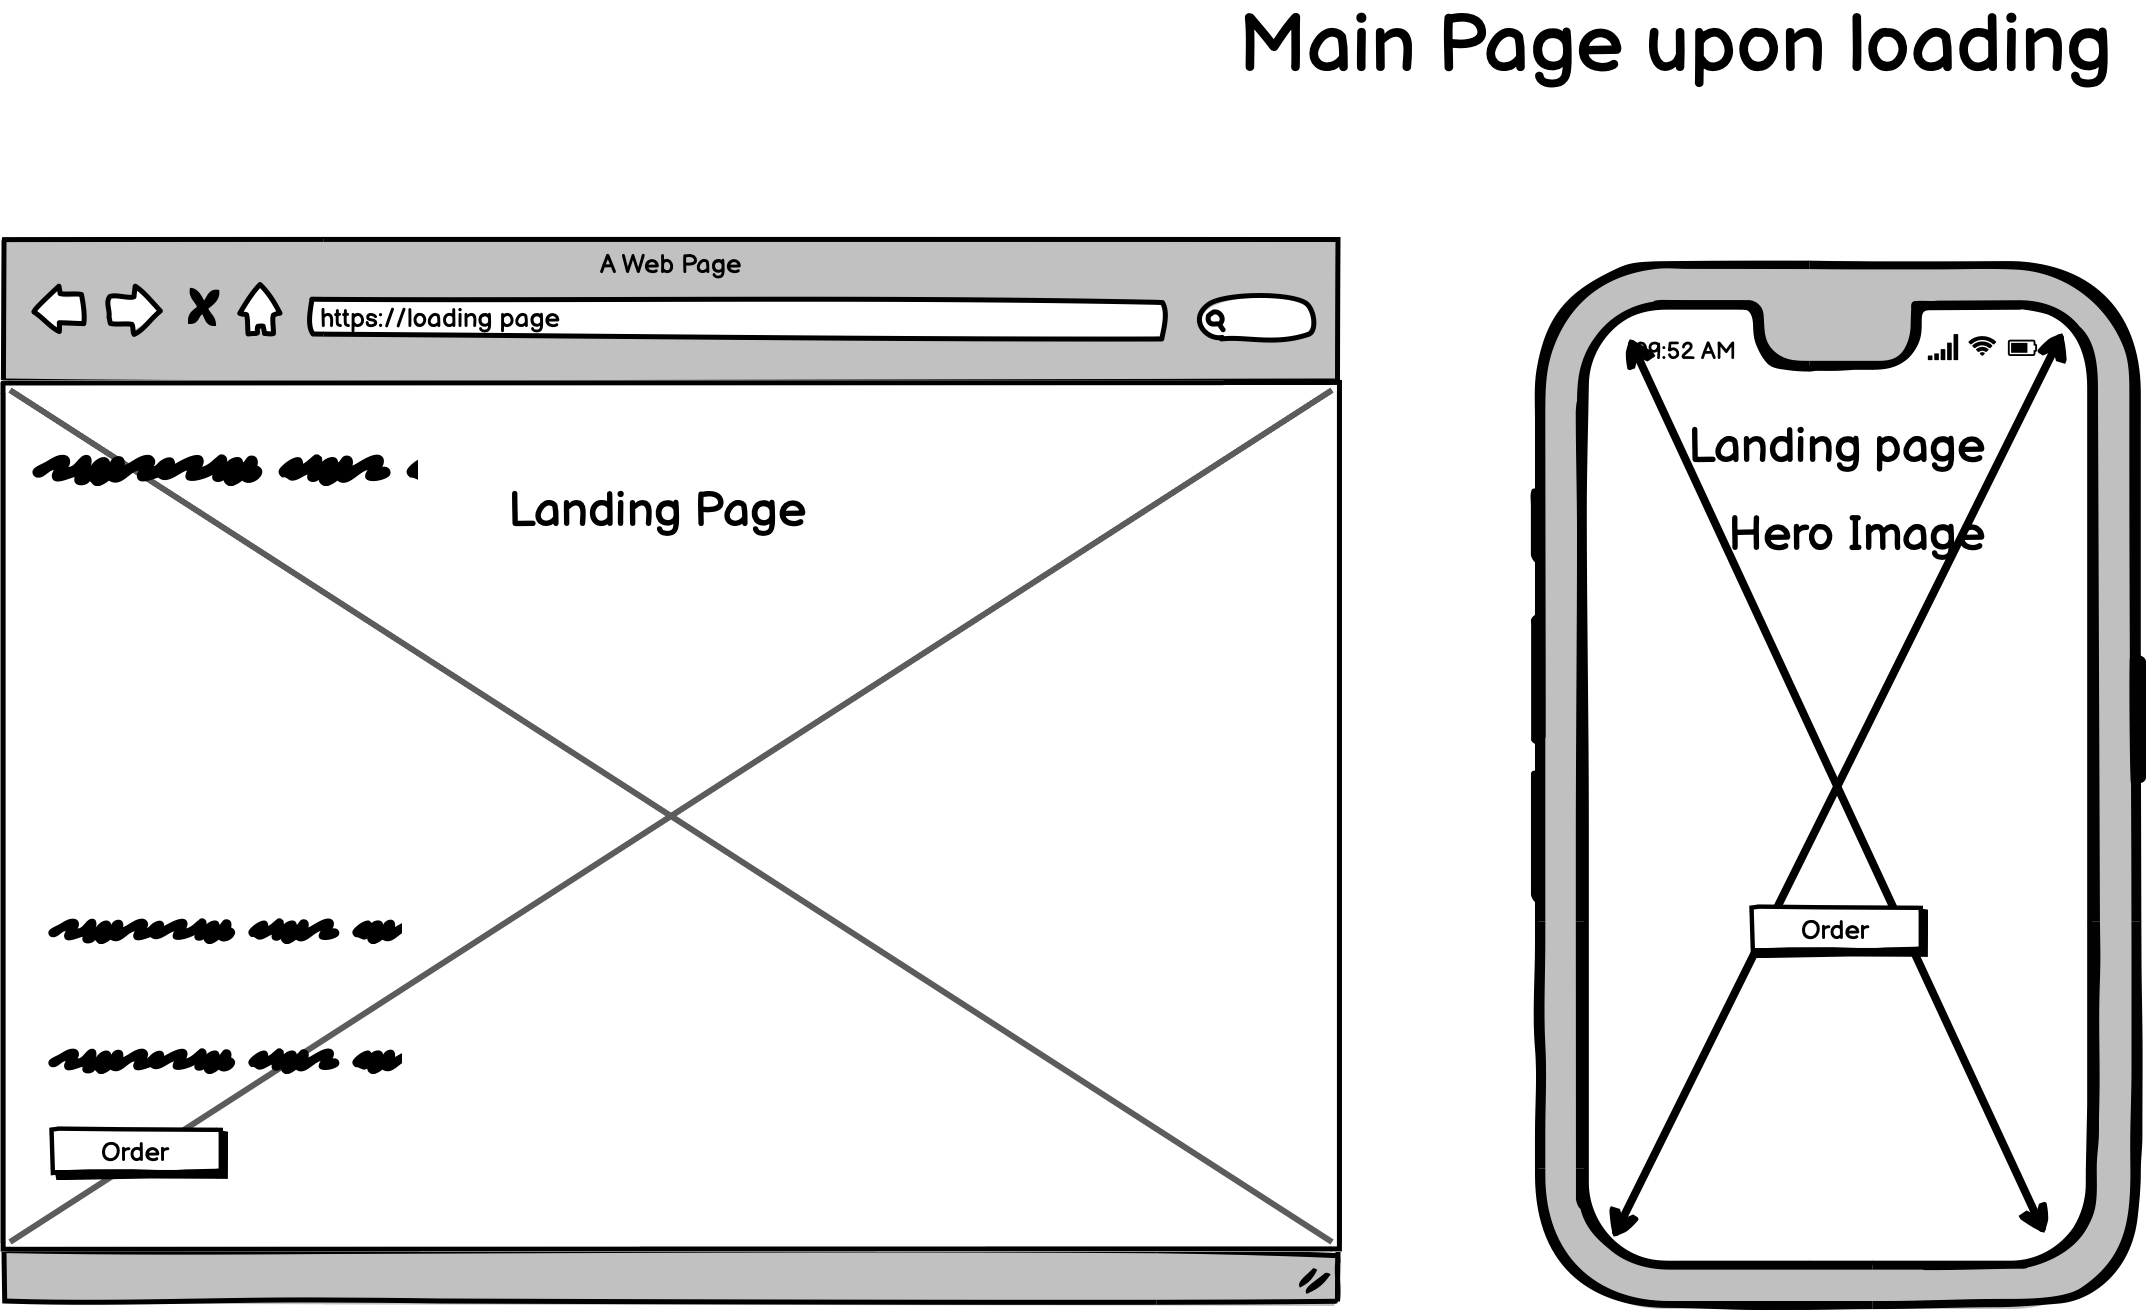 Main Page upon loading
A Web Page
https://loading page
Landing Page
Order
:52 AM
Landing page
Hero Image
Order